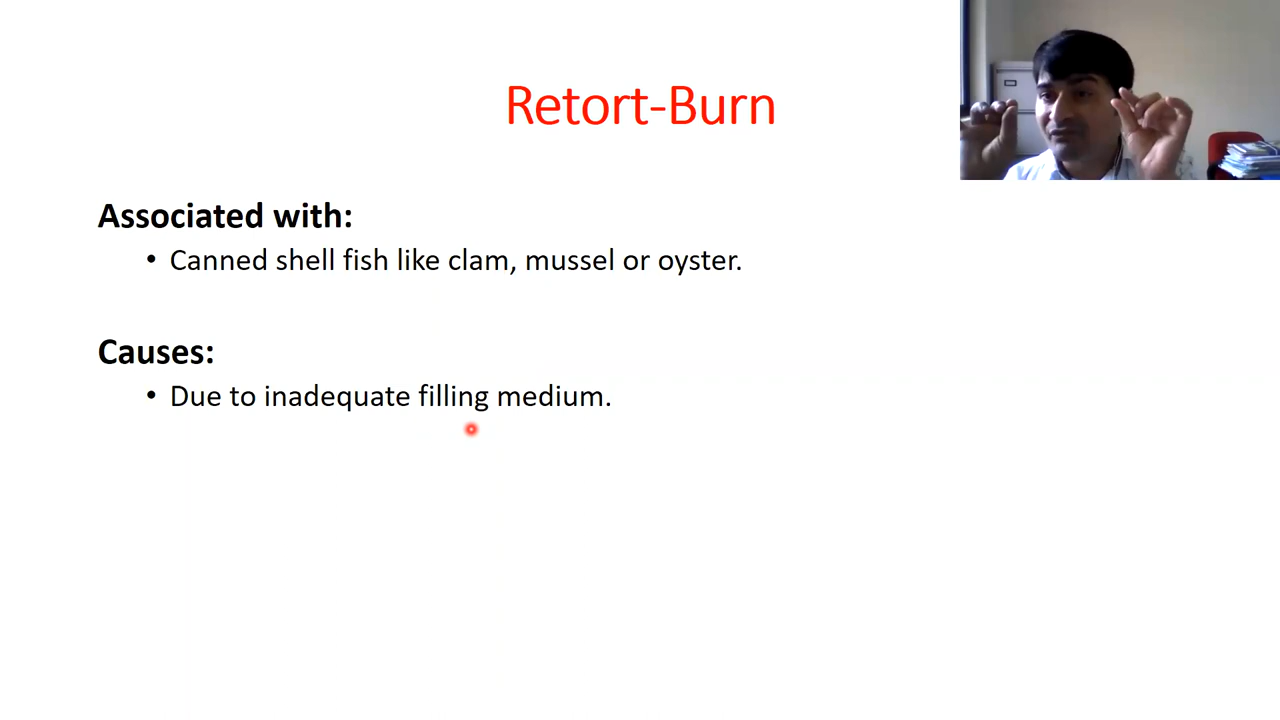 Retort-Burn
Associated with:
• Canned shell fish like clam, mussel or oyster.
Causes:
• Due to inadequate filling medium.